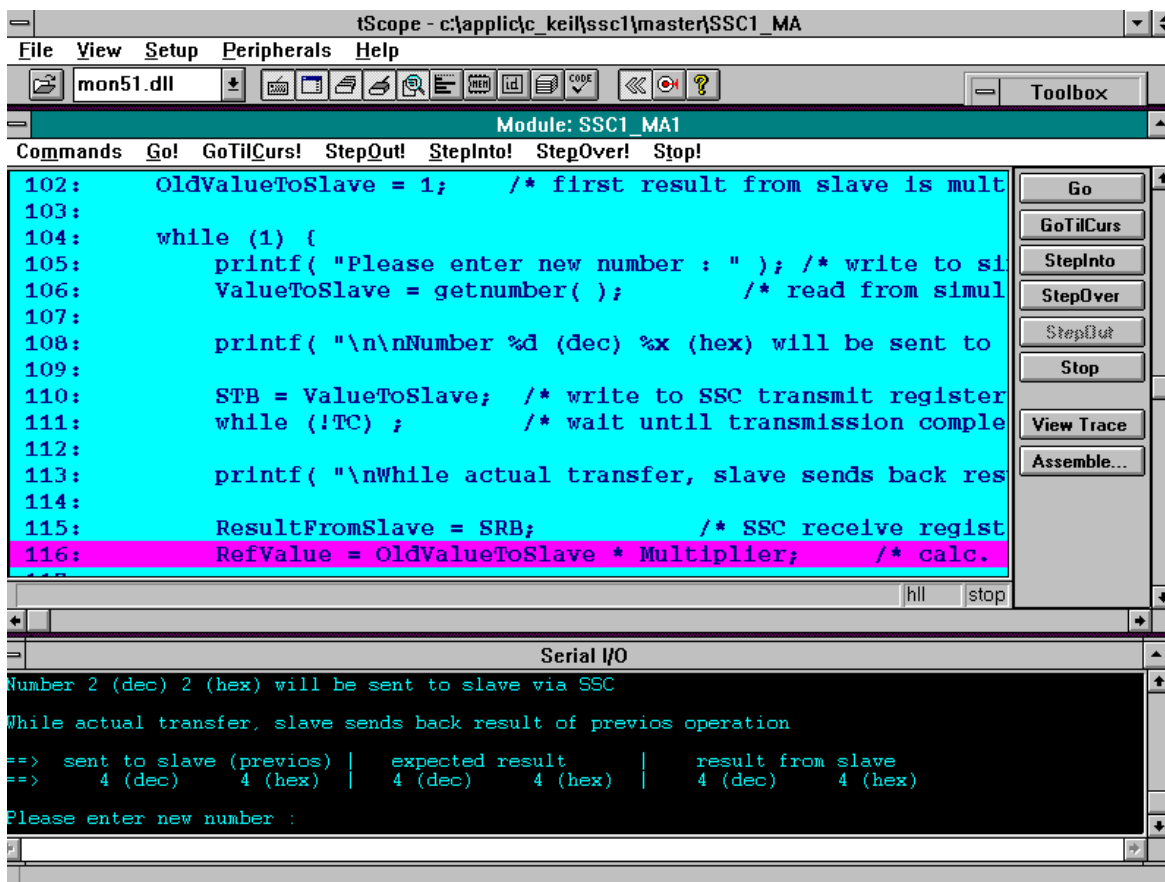 tScope - c:\applic\c_keil\ssc1\master\SSC1_MA
File View Setup Peripherals Help
mon51.dll
MEM id CODE ?
Toolbox
Module: SSC1_MA1
Commands Go! GoTilCurs! StepOut! StepInto! StepOver! Stop!
102: OldValueToSlave = 1; /* first result from slave is mult
103:
104: while (1) {
105: printf( "Please enter new number : " ); /* write to si
106: ValueToSlave = getnumber( ); /* read from simul
107:
108: printf( "\n\nNumber %d (dec) %x (hex) will be sent to
109:
110: STB = ValueToSlave; /* write to SSC transmit register
111: while (!TC) ; /* wait until transmission comple
112:
113: printf( "\nWhile actual transfer, slave sends back res
114:
115: ResultFromSlave = SRB; /* SSC receive regist
116: RefValue = OldValueToSlave * Multiplier; /* calc.
Go
GoTilCurs
StepInto
StepOver
StepOut
Stop
View Trace
Assemble...
hll stop
Serial I/O
Number 2 (dec) 2 (hex) will be sent to slave via SSC
While actual transfer, slave sends back result of previos operation
==> sent to slave (previos) | expected result | result from slave
==> 4 (dec) 4 (hex) | 4 (dec) 4 (hex) | 4 (dec) 4 (hex)
Please enter new number :